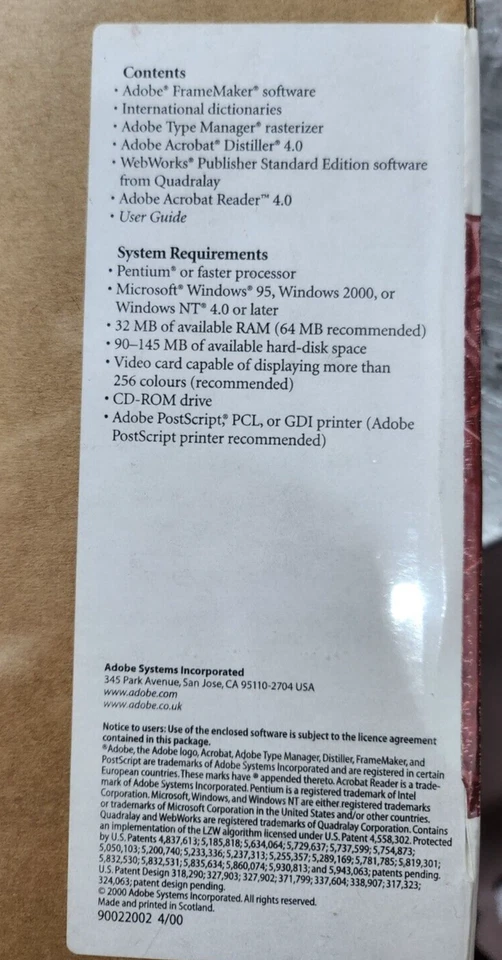 Contents
• Adobe® FrameMaker® software
• International dictionaries
• Adobe Type Manager® rasterizer
• Adobe Acrobat® Distiller® 4.0
• WebWorks® Publisher Standard Edition software
from Quadralay
• Adobe Acrobat Reader™ 4.0
• User Guide
System Requirements
• Pentium® or faster processor
• Microsoft® Windows® 95, Windows 2000, or
Windows NT® 4.0 or later
• 32 MB of available RAM (64 MB recommended)
• 90–145 MB of available hard-disk space
• Video card capable of displaying more than
256 colours (recommended)
• CD-ROM drive
• Adobe PostScript,® PCL, or GDI printer (Adobe
PostScript printer recommended)
Adobe Systems Incorporated
345 Park Avenue, San Jose, CA 95110-2704 USA
www.adobe.com
www.adobe.co.uk
Notice to users: Use of the enclosed software is subject to the licence agreement
contained in this package.
®Adobe, the Adobe logo, Acrobat, Adobe Type Manager, Distiller, FrameMaker, and
PostScript are trademarks of Adobe Systems Incorporated and are registered in certain
European countries. These marks have ® appended thereto. Acrobat Reader is a trade-
mark of Adobe Systems Incorporated. Pentium is a registered trademark of Intel
Corporation. Microsoft, Windows, and Windows NT are either registered trademarks
or trademarks of Microsoft Corporation in the United States and/or other countries.
Quadralay and WebWorks are registered trademarks of Quadralay Corporation. Contains
an implementation of the LZW algorithm licensed under U.S. Patent 4,558,302. Protected
by U.S. Patents 4,837,613; 5,185,818; 5,634,064; 5,729,637; 5,737,599; 5,754,873;
5,050,103; 5,200,740; 5,233,336; 5,237,313; 5,255,357; 5,289,169; 5,781,785; 5,819,301;
5,832,530; 5,832,531; 5,835,634; 5,860,074; 5,930,813; and 5,943,063; patents pending.
U.S. Patent Design 318,290; 327,903; 327,902; 371,799; 337,604; 338,907; 317,323;
324,063; patent design pending.
© 2000 Adobe Systems Incorporated. All rights reserved.
Made and printed in Scotland.
90022002 4/00